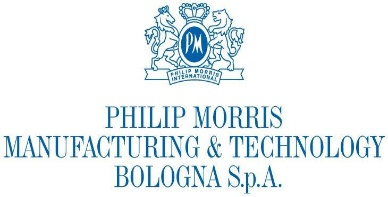 PM
PHILIP MORRIS
INTERNATIONAL
PHILIP MORRIS
MANUFACTURING & TECHNOLOGY
BOLOGNA S.p.A.